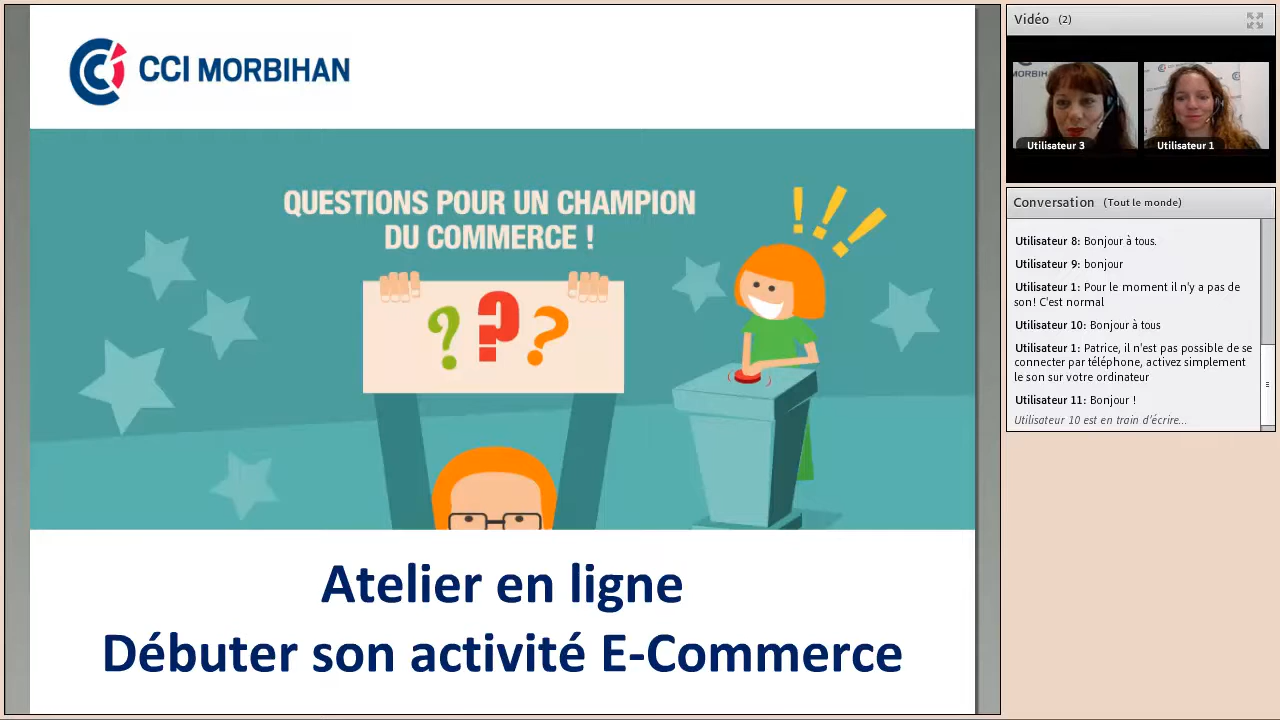 CCI MORBIHAN
QUESTIONS POUR UN CHAMPION
DU COMMERCE !
? ? ?
! ! !
Atelier en ligne
Débuter son activité E-Commerce
Vidéo (2)
MORBIH
Utilisateur 3
Utilisateur 1
Conversation (Tout le monde)
Utilisateur 8: Bonjour à tous.
Utilisateur 9: bonjour
Utilisateur 1: Pour le moment il n'y a pas de
son! C'est normal
Utilisateur 10: Bonjour à tous
Utilisateur 1: Patrice, il n'est pas possible de se
connecter par téléphone, activez simplement
le son sur votre ordinateur
Utilisateur 11: Bonjour !
Utilisateur 10 est en train d'écrire...